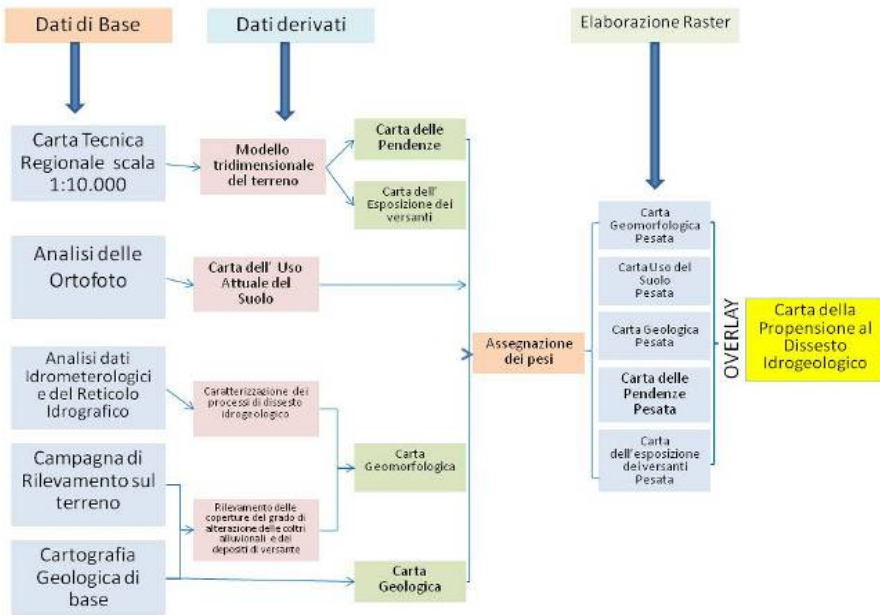 Dati di Base
Dati derivati
Elaborazione Raster
Carta Tecnica
Regionale scala
1:10.000
Modello
tridimensionale
del terreno
Carta delle
Pendenze
Carta dell'
Esposizione dei
versanti
Analisi delle
Ortofoto
Carta dell' Uso
Attuale del
Suolo
Analisi dati
Idrometerologici
e del Reticolo
Idrografico
Caratterizzazione dei
processi di dissesto
idrogeologico
Campagna di
Rilevamento sul
terreno
Rilevamento delle
coperture del grado di
alterazione delle coltri
alluvionali e dei
depositi di versante
Carta
Geomorfologica
Cartografia
Geologica di
base
Carta
Geologica
Assegnazione
dei pesi
Carta
Geomorfologica
Pesata
Carta Uso del
Suolo
Pesata
Carta Geologica
Pesata
Carta delle
Pendenze
Pesata
Carta
dell'esposizione
dei versanti
Pesata
OVERLAY
Carta della
Propensione al
Dissesto
Idrogeologico